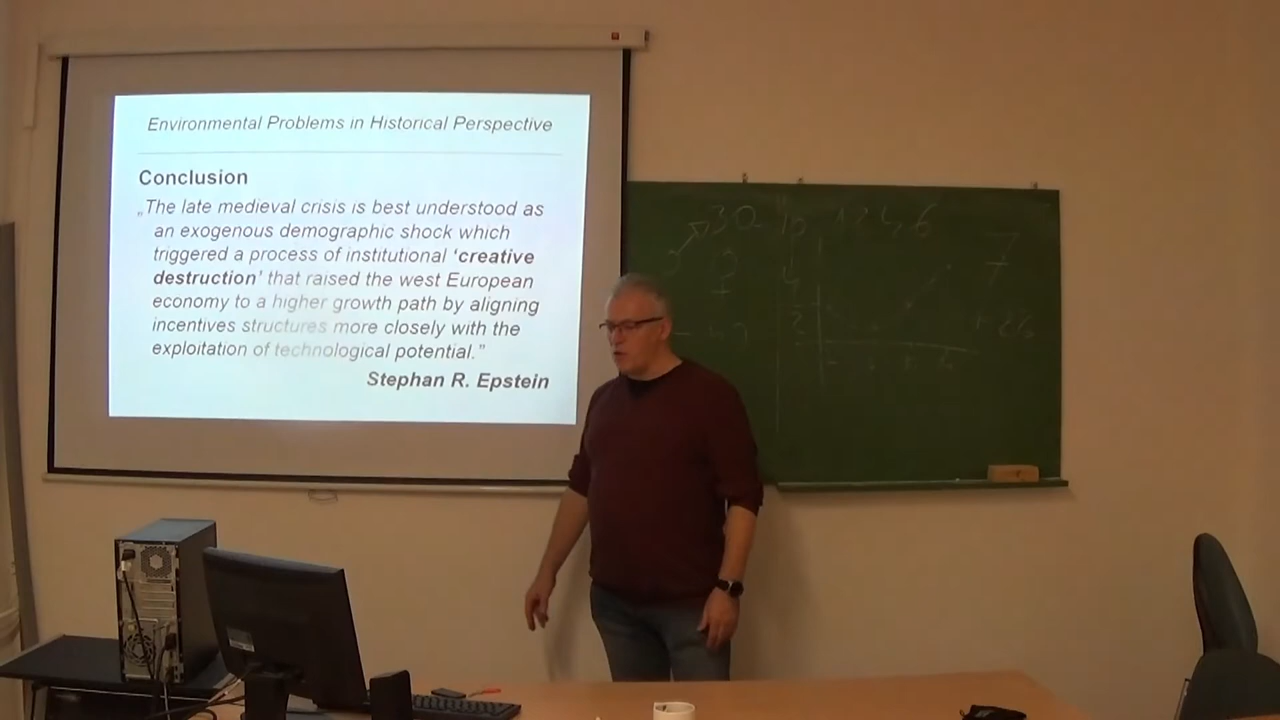 Environmental Problems in Historical Perspective
Conclusion
„The late medieval crisis is best understood as
an exogenous demographic shock which
triggered a process of institutional ‘creative
destruction’ that raised the west European
economy to a higher growth path by aligning
incentives structures more closely with the
exploitation of technological potential.”
Stephan R. Epstein
30
7